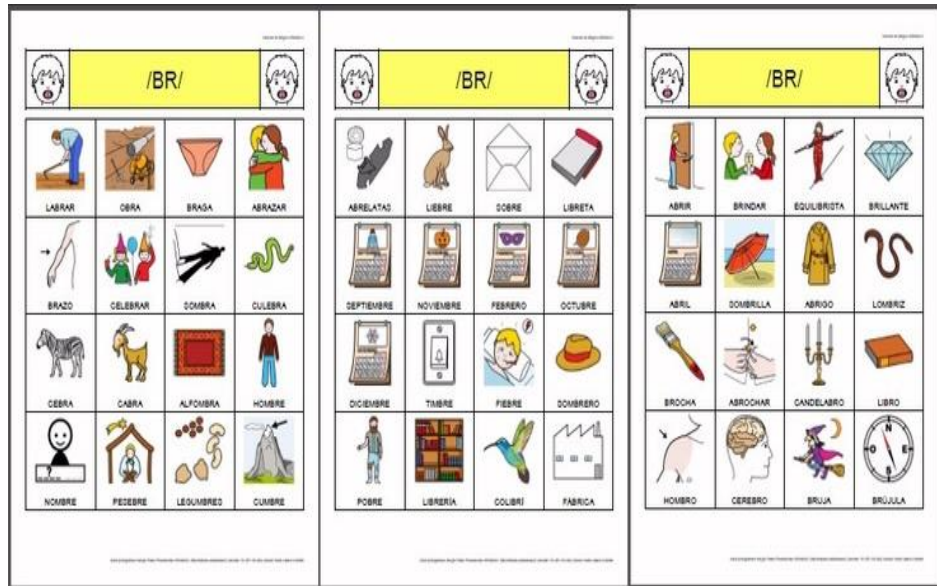 /BR/
LABRAR OBRA BRAGA ABRAZAR
BRAZO CELEBRAR SOMBRA CULEBRA
CEBRA CABRA ALFOMBRA HOMBRE
NOMBRE PESEBRE LEGUMBRES CUMBRE
/BR/
ABRELATAS LIEBRE SOBRE LIBRETA
SEPTIEMBRE NOVIEMBRE FEBRERO OCTUBRE
DICIEMBRE TIMBRE FIEBRE SOMBRERO
POBRE LIBRERÍA COLIBRÍ FÁBRICA
/BR/
ABRIR BRINDAR EQUILIBRISTA BRILLANTE
ABRIL SOMBRILLA ABRIGO LOMBRIZ
BROCHA ABROCHAR CANDELABRO LIBRO
N
O E
S
HOMBRO CEREBRO BRUJA BRÚJULA